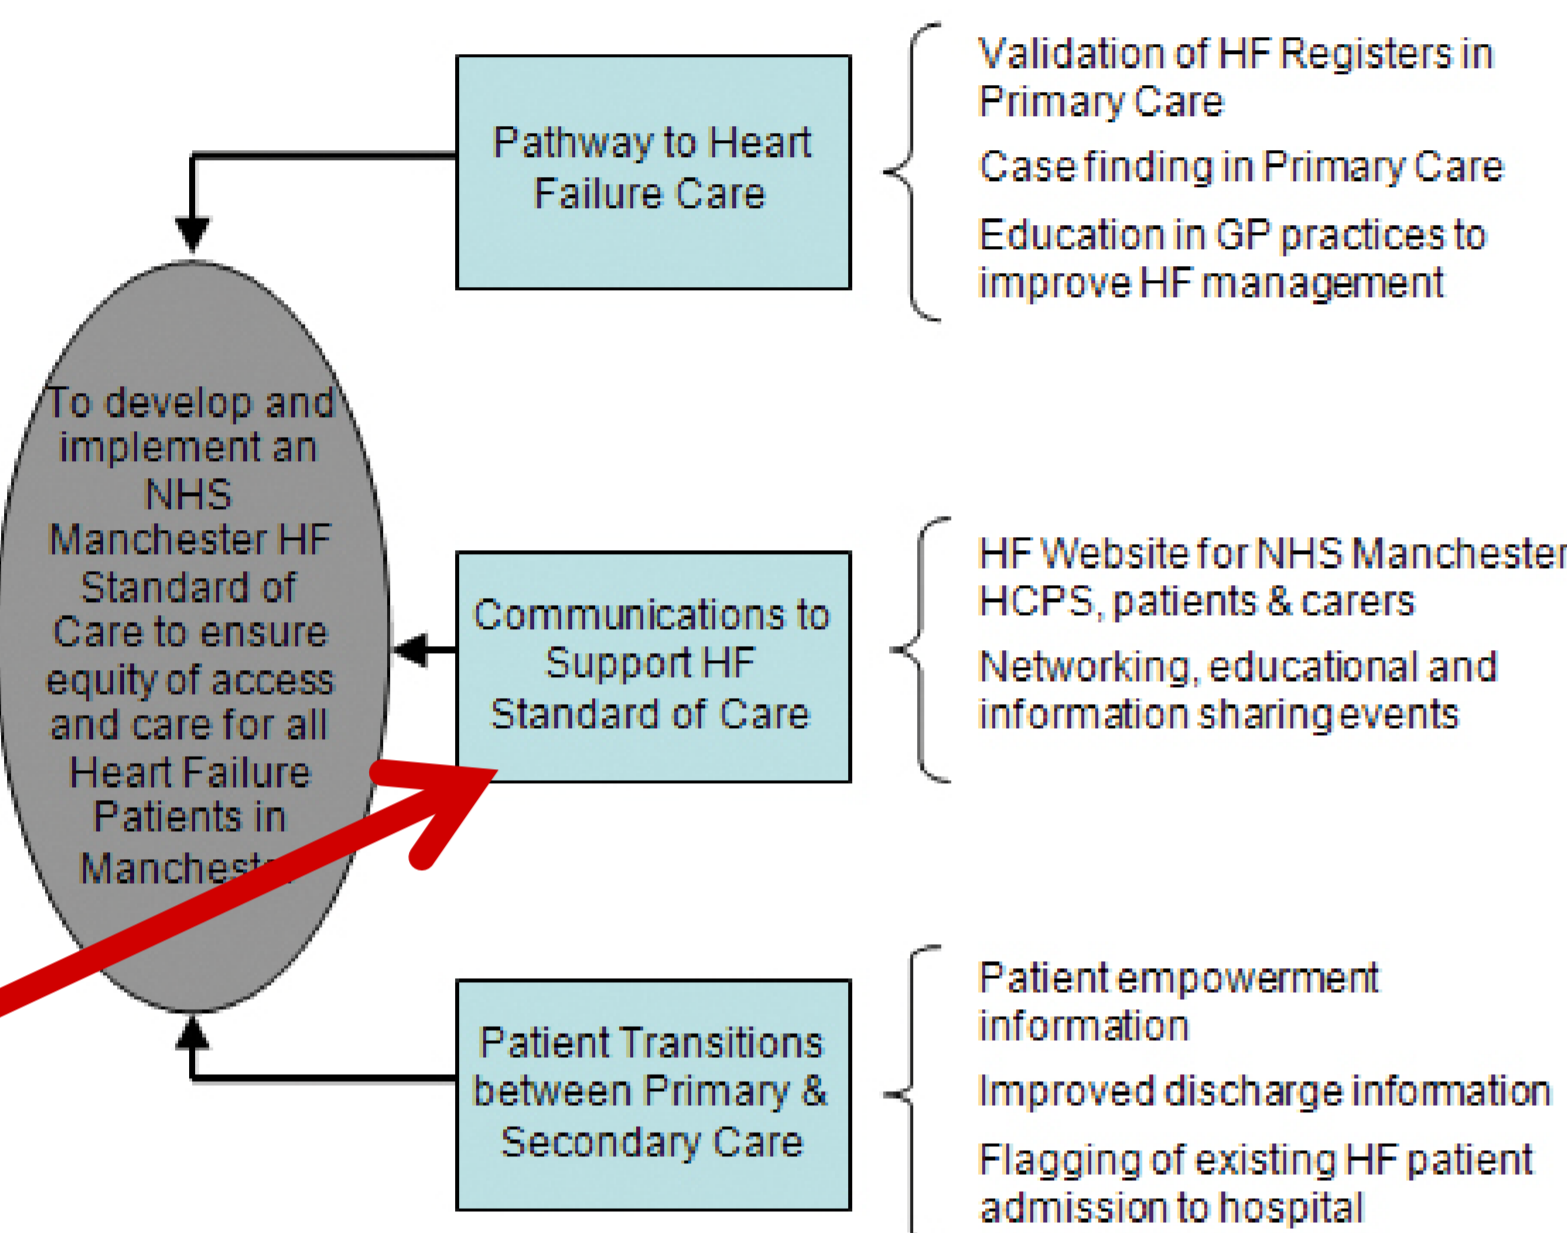 Pathway to Heart
Failure Care
Validation of HF Registers in
Primary Care
Case finding in Primary Care
Education in GP practices to
improve HF management
To develop and
implement an
NHS
Manchester HF
Standard of
Care to ensure
equity of access
and care for all
Heart Failure
Patients in
Manchester
Communications to
Support HF
Standard of Care
HF Website for NHS Manchester
HCPS, patients & carers
Networking, educational and
information sharing events
Patient Transitions
between Primary &
Secondary Care
Patient empowerment
information
Improved discharge information
Flagging of existing HF patient
admission to hospital